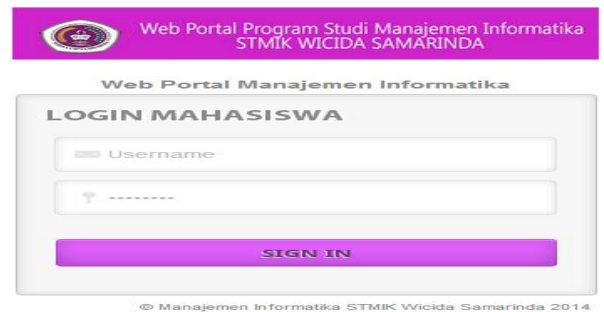 Web Portal Program Studi Manajemen Informatika
STMIK WICIDA SAMARINDA
Web Portal Manajemen Informatika
LOGIN MAHASISWA
Username
--------
SIGN IN
© Manajemen Informatika STMIK Wicida Samarinda 2014